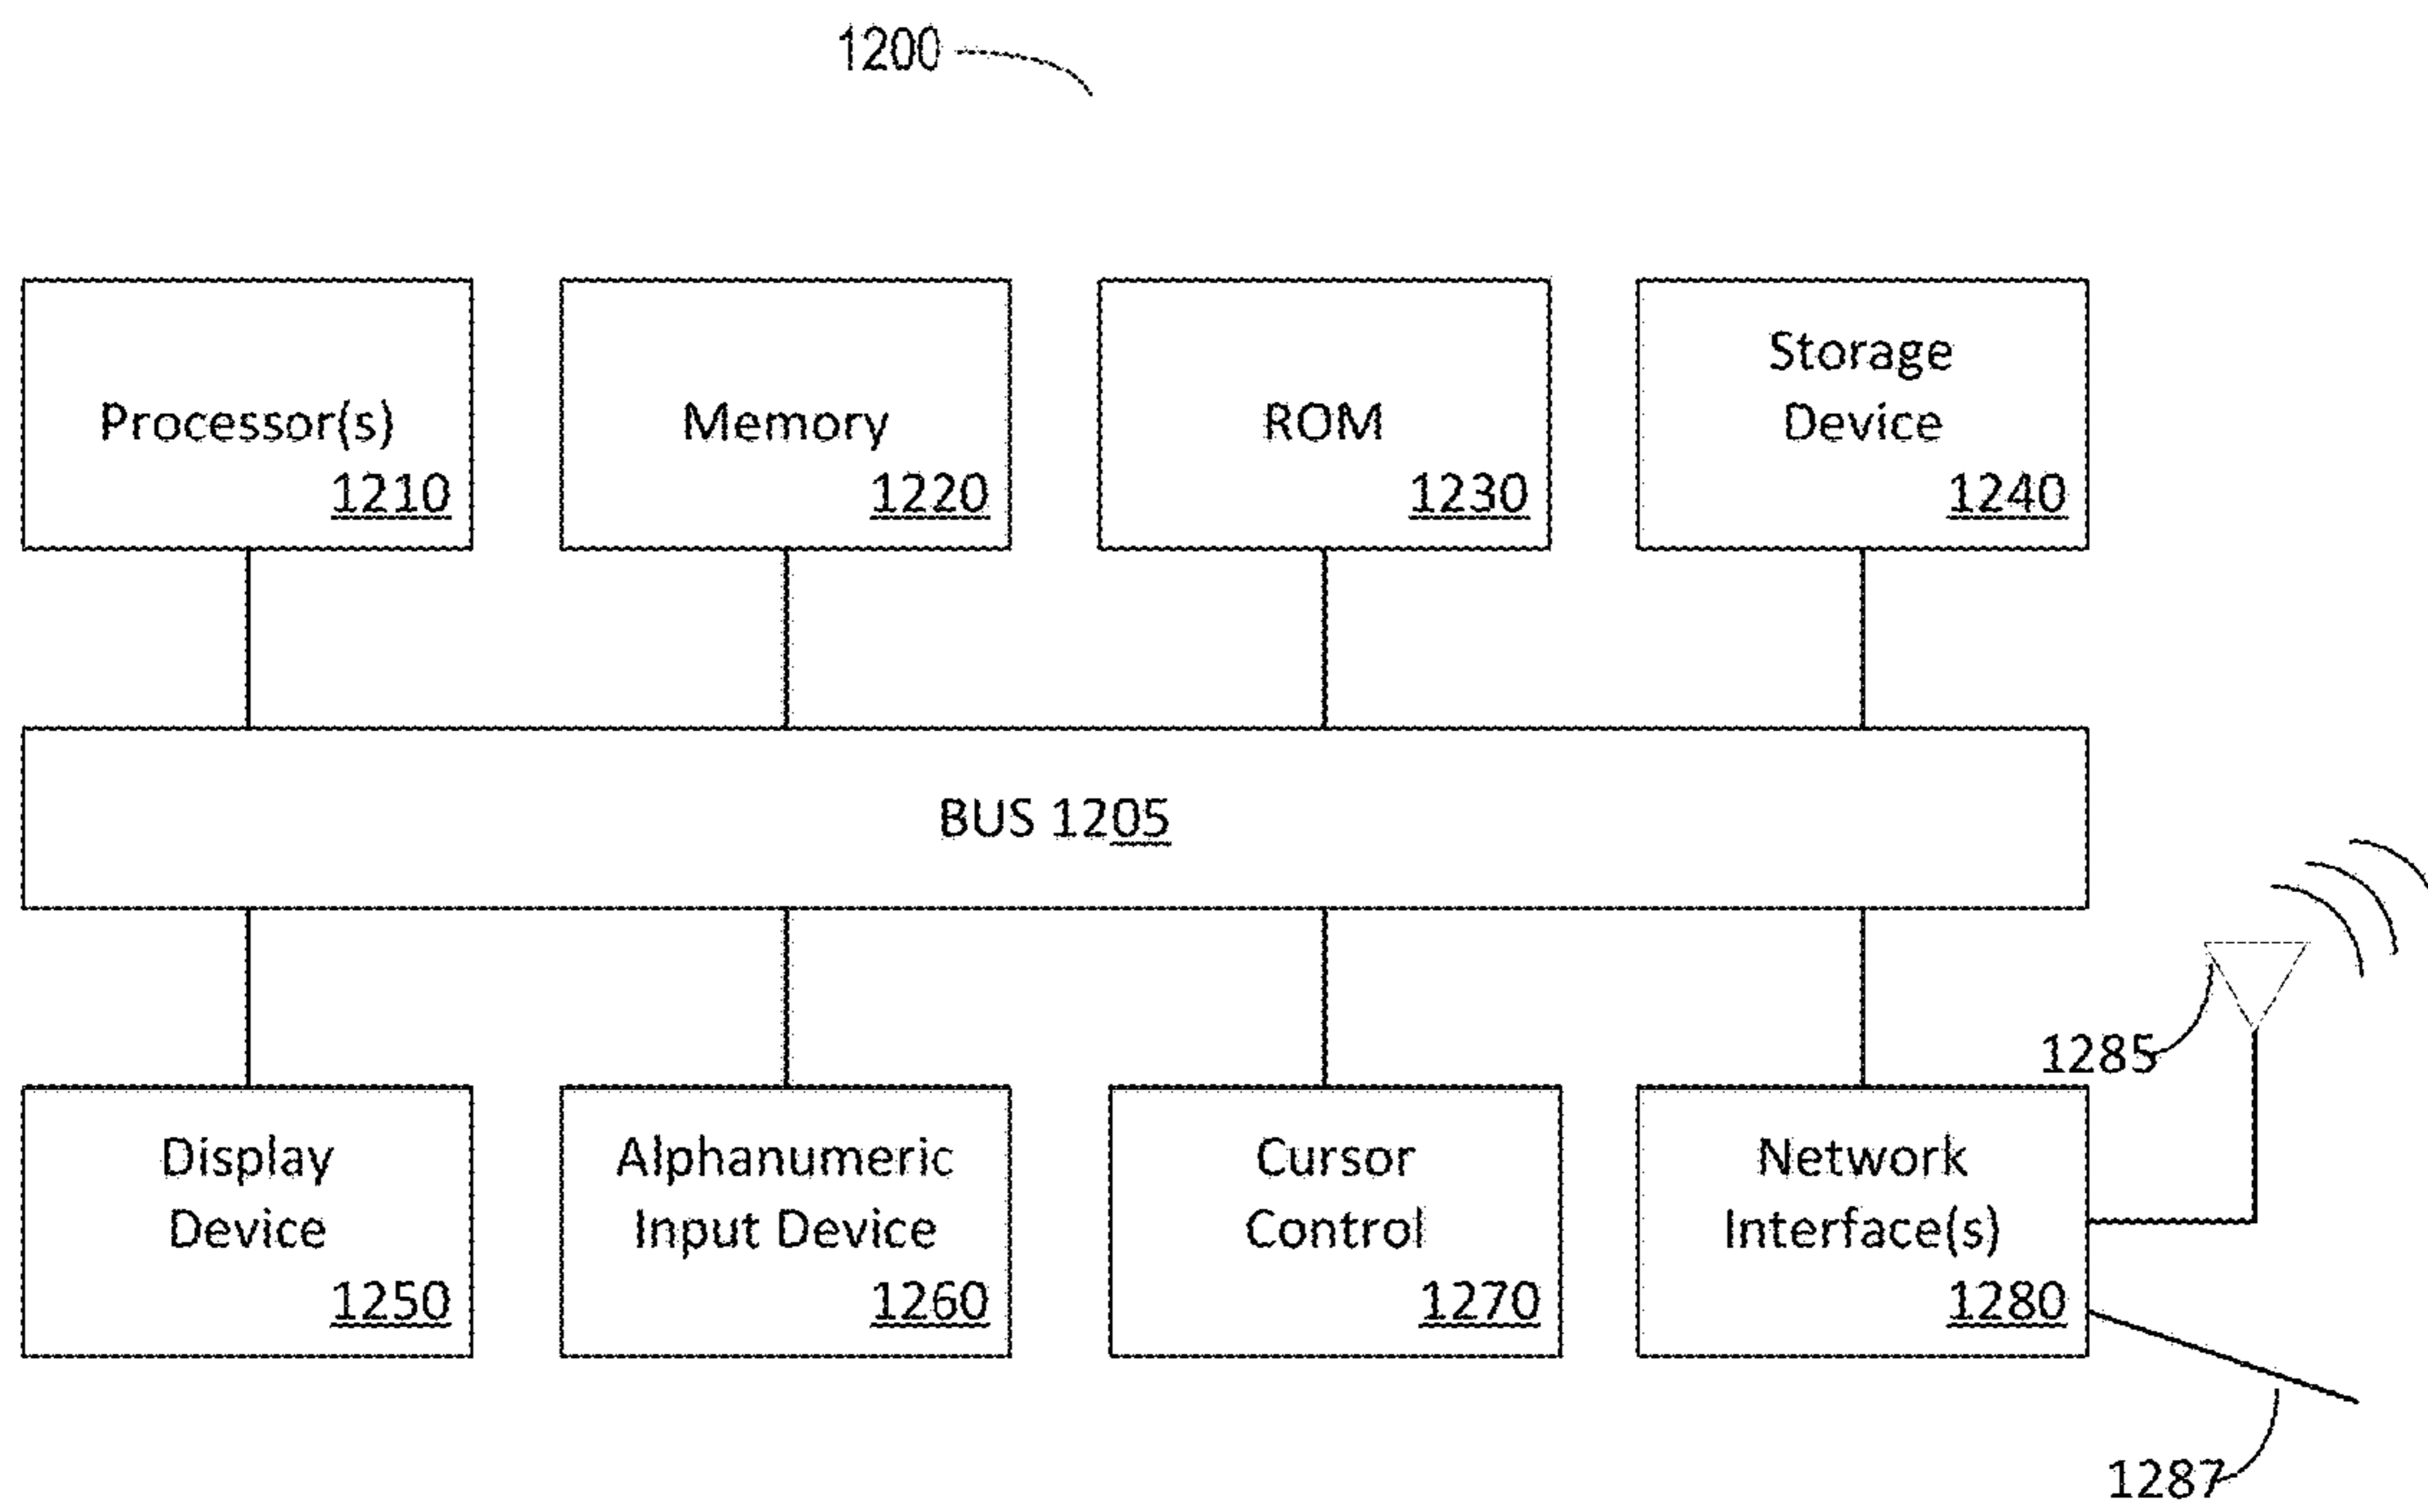 1200
Processor(s)
1210
Memory
1220
ROM
1230
Storage
Device
1240
BUS 1205
1285
Display
Device
1250
Alphanumeric
Input Device
1260
Cursor
Control
1270
Network
Interface(s)
1280
1287